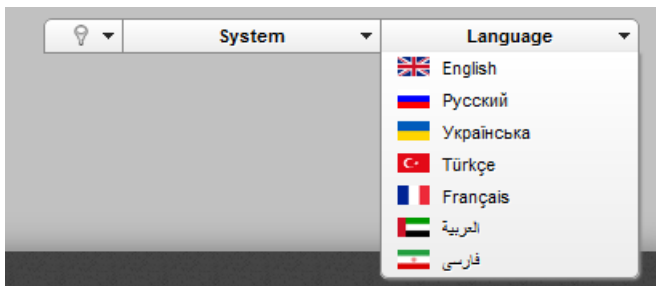 System
Language
English
Русский
Українська
Türkçe
Français
العربية
فارسی